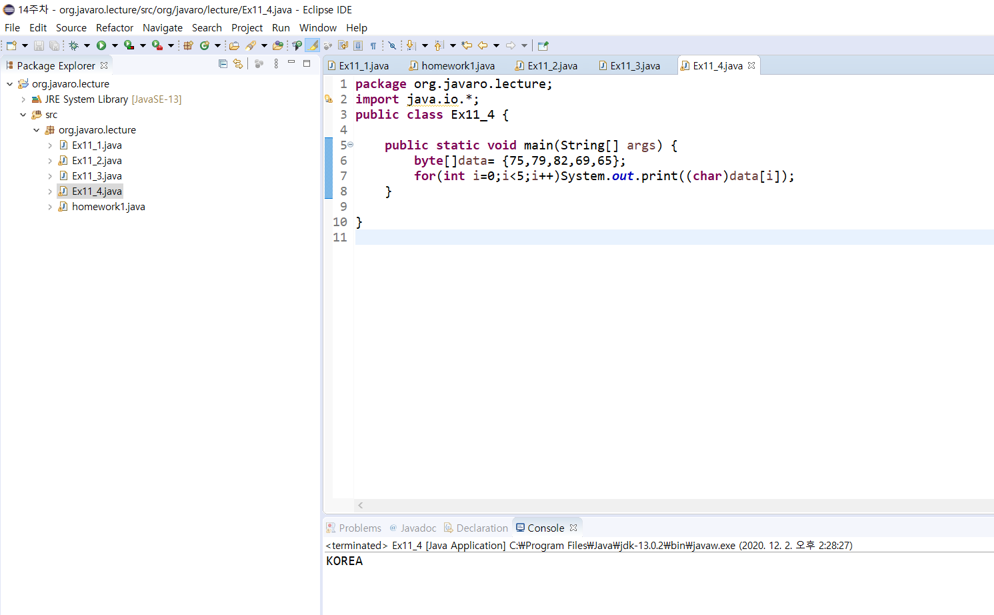 14주차 - org.javaro.lecture/src/org/javaro/lecture/Ex11_4.java - Eclipse IDE
File Edit Source Refactor Navigate Search Project Run Window Help
Package Explorer
org.javaro.lecture
JRE System Library [JavaSE-13]
src
org.javaro.lecture
Ex11_1.java
Ex11_2.java
Ex11_3.java
Ex11_4.java
homework1.java
Ex11_1.java homework1.java Ex11_2.java Ex11_3.java Ex11_4.java
1 package org.javaro.lecture;
2 import java.io.*;
3 public class Ex11_4 {
4
5 public static void main(String[] args) {
6 byte[]data= {75,79,82,69,65};
7 for(int i=0;i<5;i++)System.out.print((char)data[i]);
8 }
9
10 }
11
Problems Javadoc Declaration Console
<terminated> Ex11_4 [Java Application] C:₩Program Files₩Java₩jdk-13.0.2₩bin₩javaw.exe (2020. 12. 2. 오후 2:28:27)
KOREA